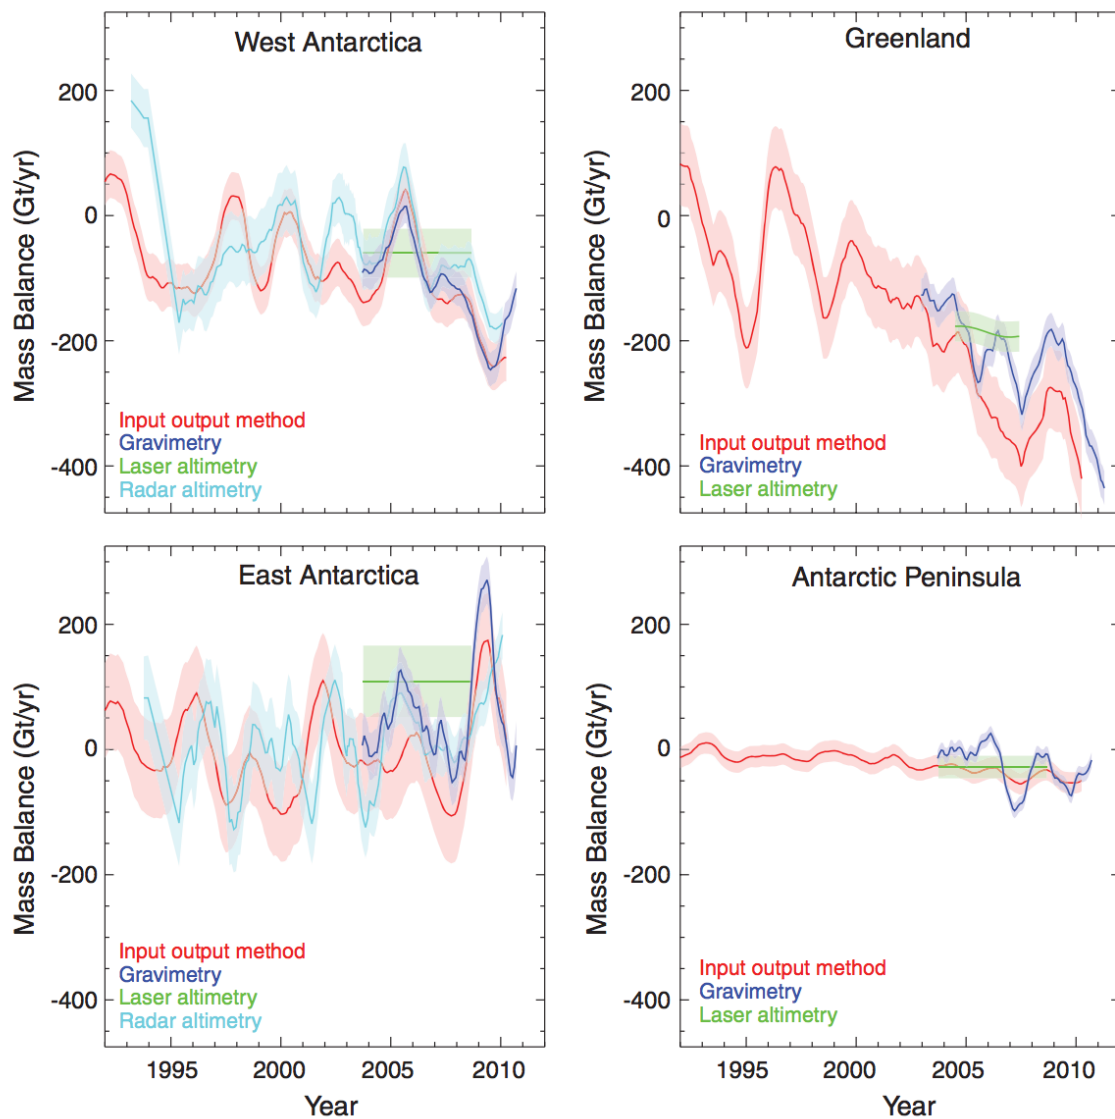 West Antarctica
200
0
-200
-400
Mass Balance (Gt/yr)
Input output method
Gravimetry
Laser altimetry
Radar altimetry
Greenland
200
0
-200
-400
Mass Balance (Gt/yr)
Input output method
Gravimetry
Laser altimetry
East Antarctica
200
0
-200
-400
Mass Balance (Gt/yr)
Input output method
Gravimetry
Laser altimetry
Radar altimetry
1995 2000 2005 2010
Year
Antarctic Peninsula
200
0
-200
-400
Mass Balance (Gt/yr)
Input output method
Gravimetry
Laser altimetry
1995 2000 2005 2010
Year